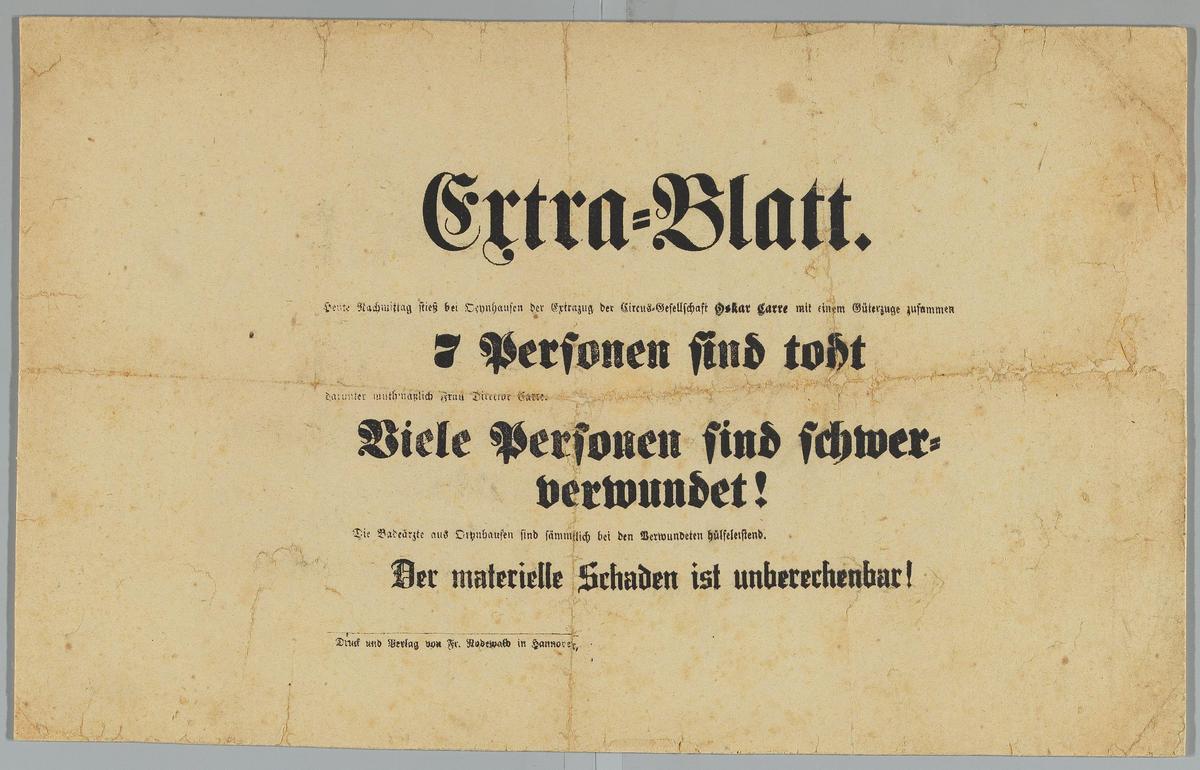 Extra-Blatt.
Heute Nachmittag stieß bei Oeynhausen der Extrazug der Circus-Gesellschaft Oskar Carre mit einem Güterzuge zusammen
7 Personen sind todt
darunter muthmaßlich Frau Director Carre.
Viele Personen sind schwer-
verwundet!
Die Badeärzte aus Oeynhausen sind sämmtlich bei den Verwundeten hülfeleistend.
Der materielle Schaden ist unberechenbar!
Druck und Verlag von Fr. Rodewald in Hannover,